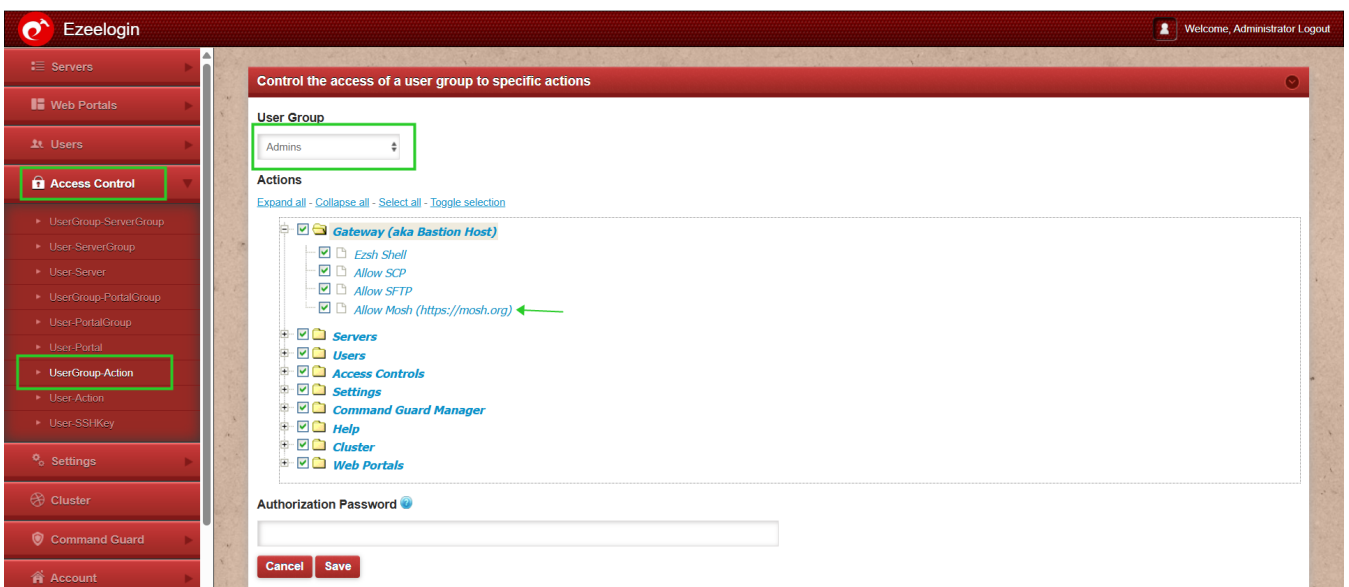 Ezeelogin
Welcome, Administrator Logout
Servers
Web Portals
Users
Access Control
UserGroup-ServerGroup
User-ServerGroup
User-Server
UserGroup-PortalGroup
User-PortalGroup
User-Portal
UserGroup-Action
User-Action
User-SSHKey
Settings
Cluster
Command Guard
Account
Control the access of a user group to specific actions
User Group
Admins
Actions
Expand all - Collapse all - Select all - Toggle selection
Gateway (aka Bastion Host)
Ezsh Shell
Allow SCP
Allow SFTP
Allow Mosh (https://mosh.org)
Servers
Users
Access Controls
Settings
Command Guard Manager
Help
Cluster
Web Portals
Authorization Password
Cancel Save